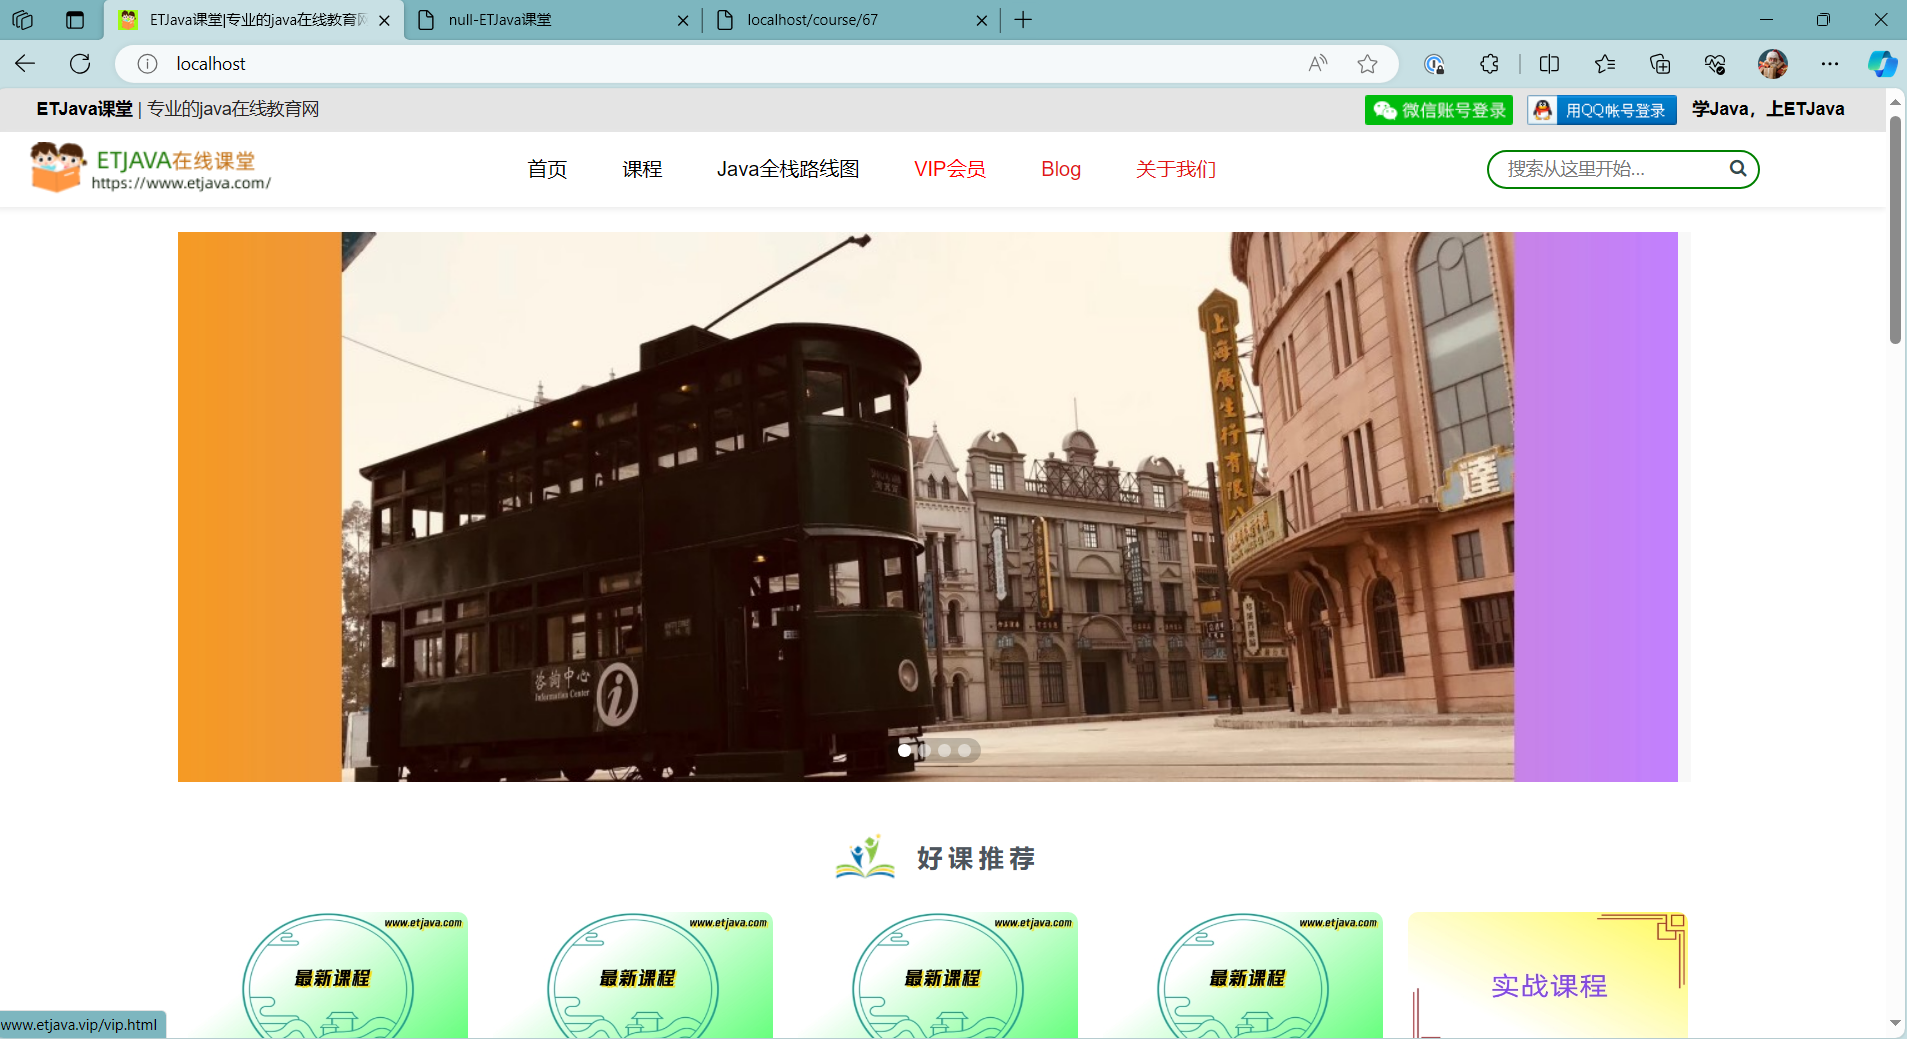 ETJava课堂|专业的java在线教育网
null-ETJava课堂
localhost/course/67
localhost
ETJava课堂 | 专业的java在线教育网
微信账号登录
用QQ帐号登录
学Java，上ETJava
ETJAVA在线课堂
https://www.etjava.com/
首页
课程
Java全栈路线图
VIP会员
Blog
关于我们
搜索从这里开始...
上海廣生行有限公
蓬
咨询中心
Information Center
好课推荐
www.etjava.com
最新课程
www.etjava.com
最新课程
www.etjava.com
最新课程
www.etjava.com
最新课程
实战课程
www.etjava.vip/vip.html